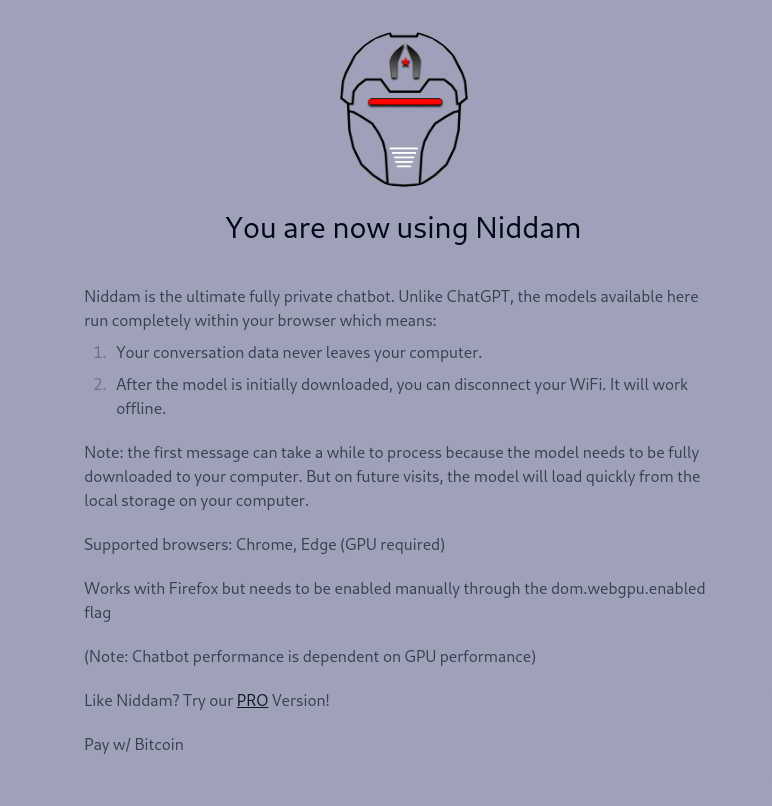 You are now using Niddam
Niddam is the ultimate fully private chatbot. Unlike ChatGPT, the models available here
run completely within your browser which means:
1. Your conversation data never leaves your computer.
2. After the model is initially downloaded, you can disconnect your WiFi. It will work
offline.
Note: the first message can take a while to process because the model needs to be fully
downloaded to your computer. But on future visits, the model will load quickly from the
local storage on your computer.
Supported browsers: Chrome, Edge (GPU required)
Works with Firefox but needs to be enabled manually through the dom.webgpu.enabled
flag
(Note: Chatbot performance is dependent on GPU performance)
Like Niddam? Try our PRO Version!
Pay w/ Bitcoin